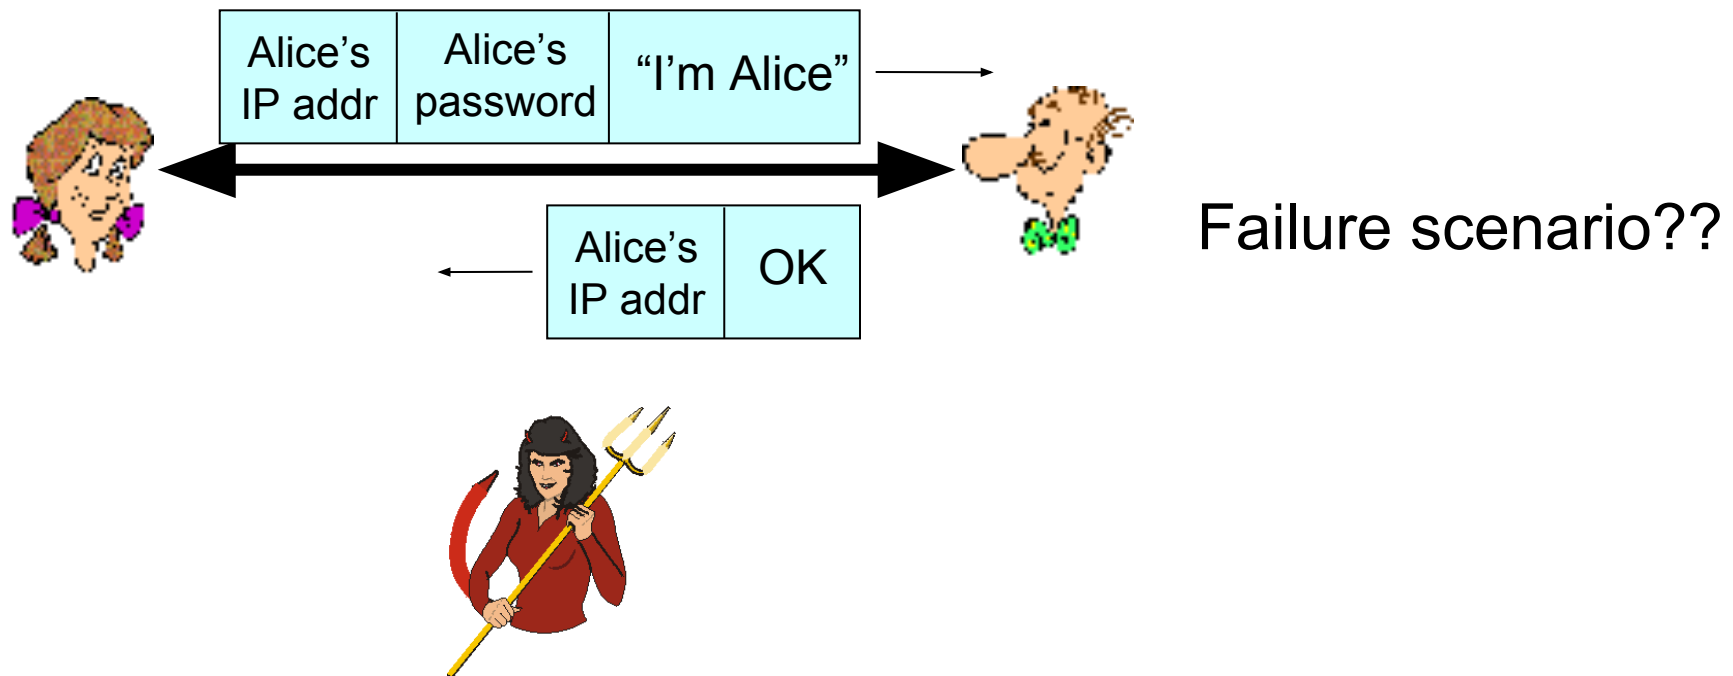 Alice’s
IP addr
Alice’s
password
“I’m Alice”
Alice’s
IP addr
OK
Failure scenario??